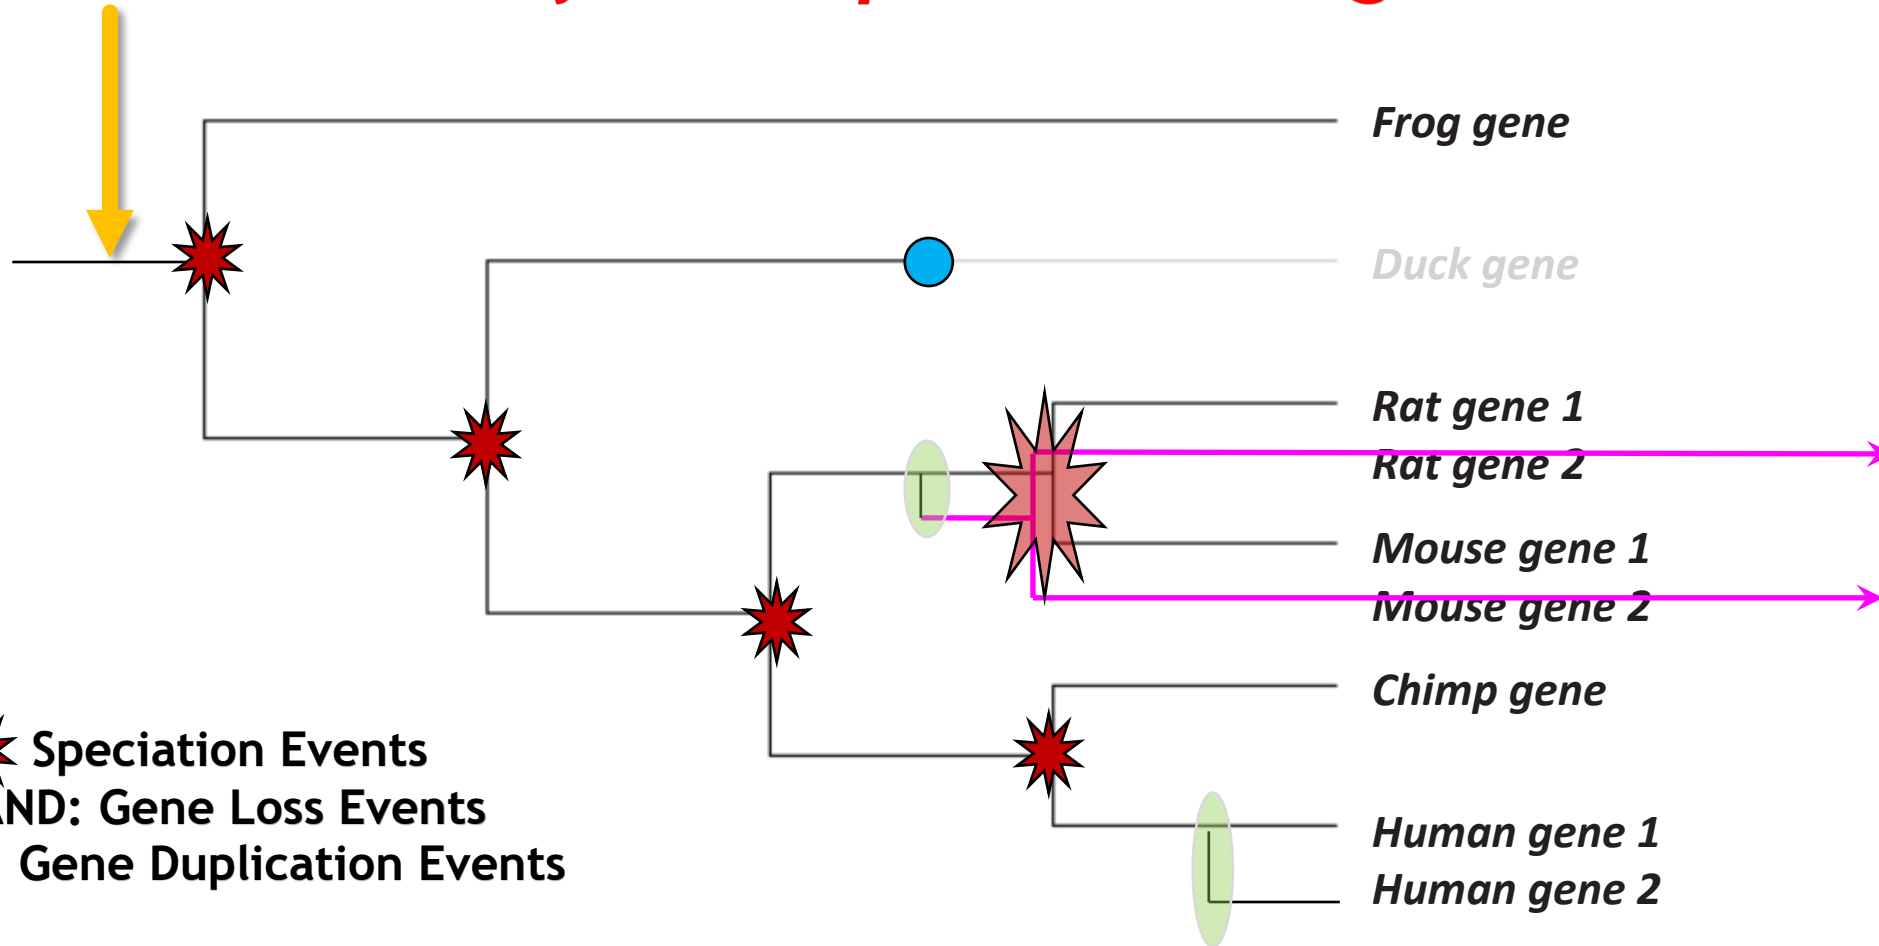 Frog gene
Duck gene
Rat gene 1
Rat gene 2
Mouse gene 1
Mouse gene 2
Chimp gene
Speciation Events
AND: Gene Loss Events
Gene Duplication Events
Human gene 1
Human gene 2